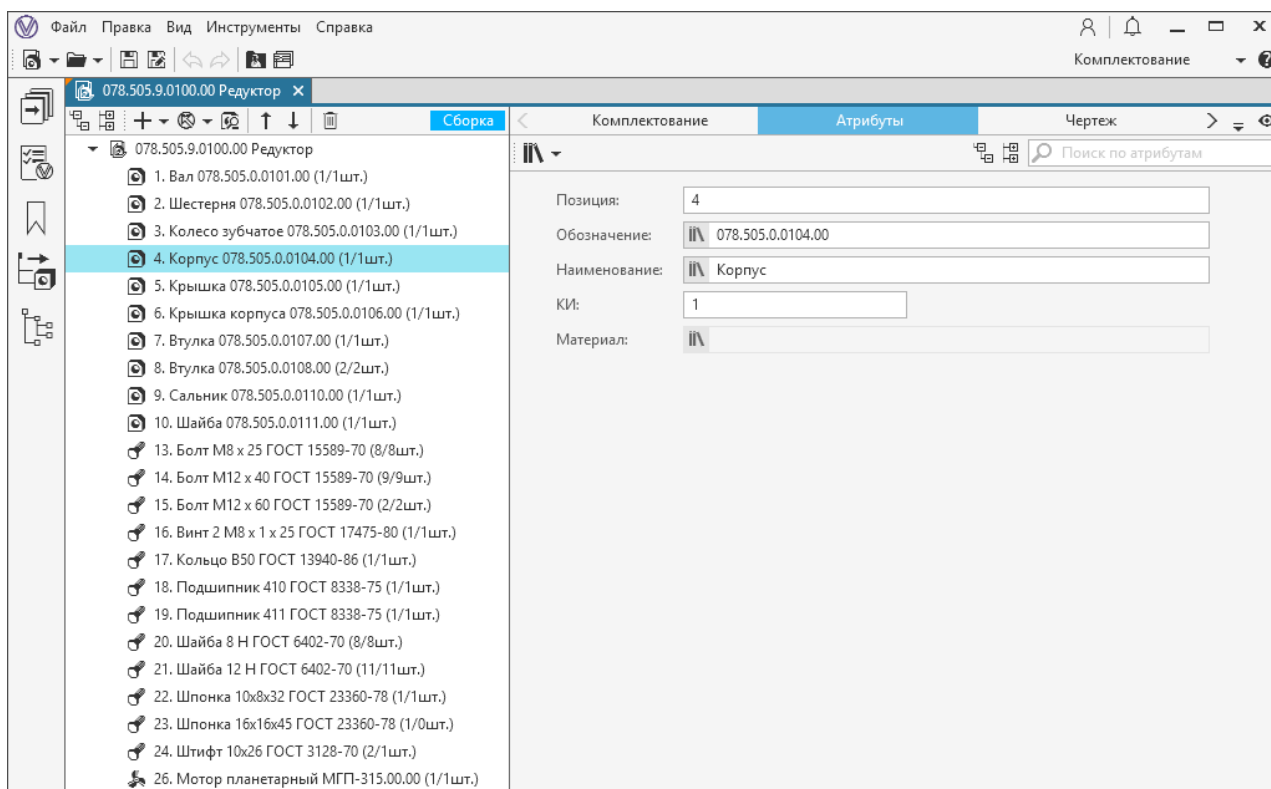 Файл Правка Вид Инструменты Справка
Комплектование
078.505.9.0100.00 Редуктор
Сборка
Комплектование Атрибуты Чертеж
078.505.9.0100.00 Редуктор
Поиск по атрибутам
1. Вал 078.505.0.0101.00 (1/1шт.)
2. Шестерня 078.505.0.0102.00 (1/1шт.)
3. Колесо зубчатое 078.505.0.0103.00 (1/1шт.)
4. Корпус 078.505.0.0104.00 (1/1шт.)
5. Крышка 078.505.0.0105.00 (1/1шт.)
6. Крышка корпуса 078.505.0.0106.00 (1/1шт.)
7. Втулка 078.505.0.0107.00 (1/1шт.)
8. Втулка 078.505.0.0108.00 (2/2шт.)
9. Сальник 078.505.0.0110.00 (1/1шт.)
10. Шайба 078.505.0.0111.00 (1/1шт.)
13. Болт М8 х 25 ГОСТ 15589-70 (8/8шт.)
14. Болт М12 х 40 ГОСТ 15589-70 (9/9шт.)
15. Болт М12 х 60 ГОСТ 15589-70 (2/2шт.)
16. Винт 2 М8 х 1 х 25 ГОСТ 17475-80 (1/1шт.)
17. Кольцо В50 ГОСТ 13940-86 (1/1шт.)
18. Подшипник 410 ГОСТ 8338-75 (1/1шт.)
19. Подшипник 411 ГОСТ 8338-75 (1/1шт.)
20. Шайба 8 Н ГОСТ 6402-70 (8/8шт.)
21. Шайба 12 Н ГОСТ 6402-70 (11/11шт.)
22. Шпонка 10х8х32 ГОСТ 23360-78 (1/1шт.)
23. Шпонка 16х16х45 ГОСТ 23360-78 (1/0шт.)
24. Штифт 10х26 ГОСТ 3128-70 (2/1шт.)
26. Мотор планетарный МГП-315.00.00 (1/1шт.)
Позиция: 4
Обозначение: 078.505.0.0104.00
Наименование: Корпус
КИ: 1
Материал: